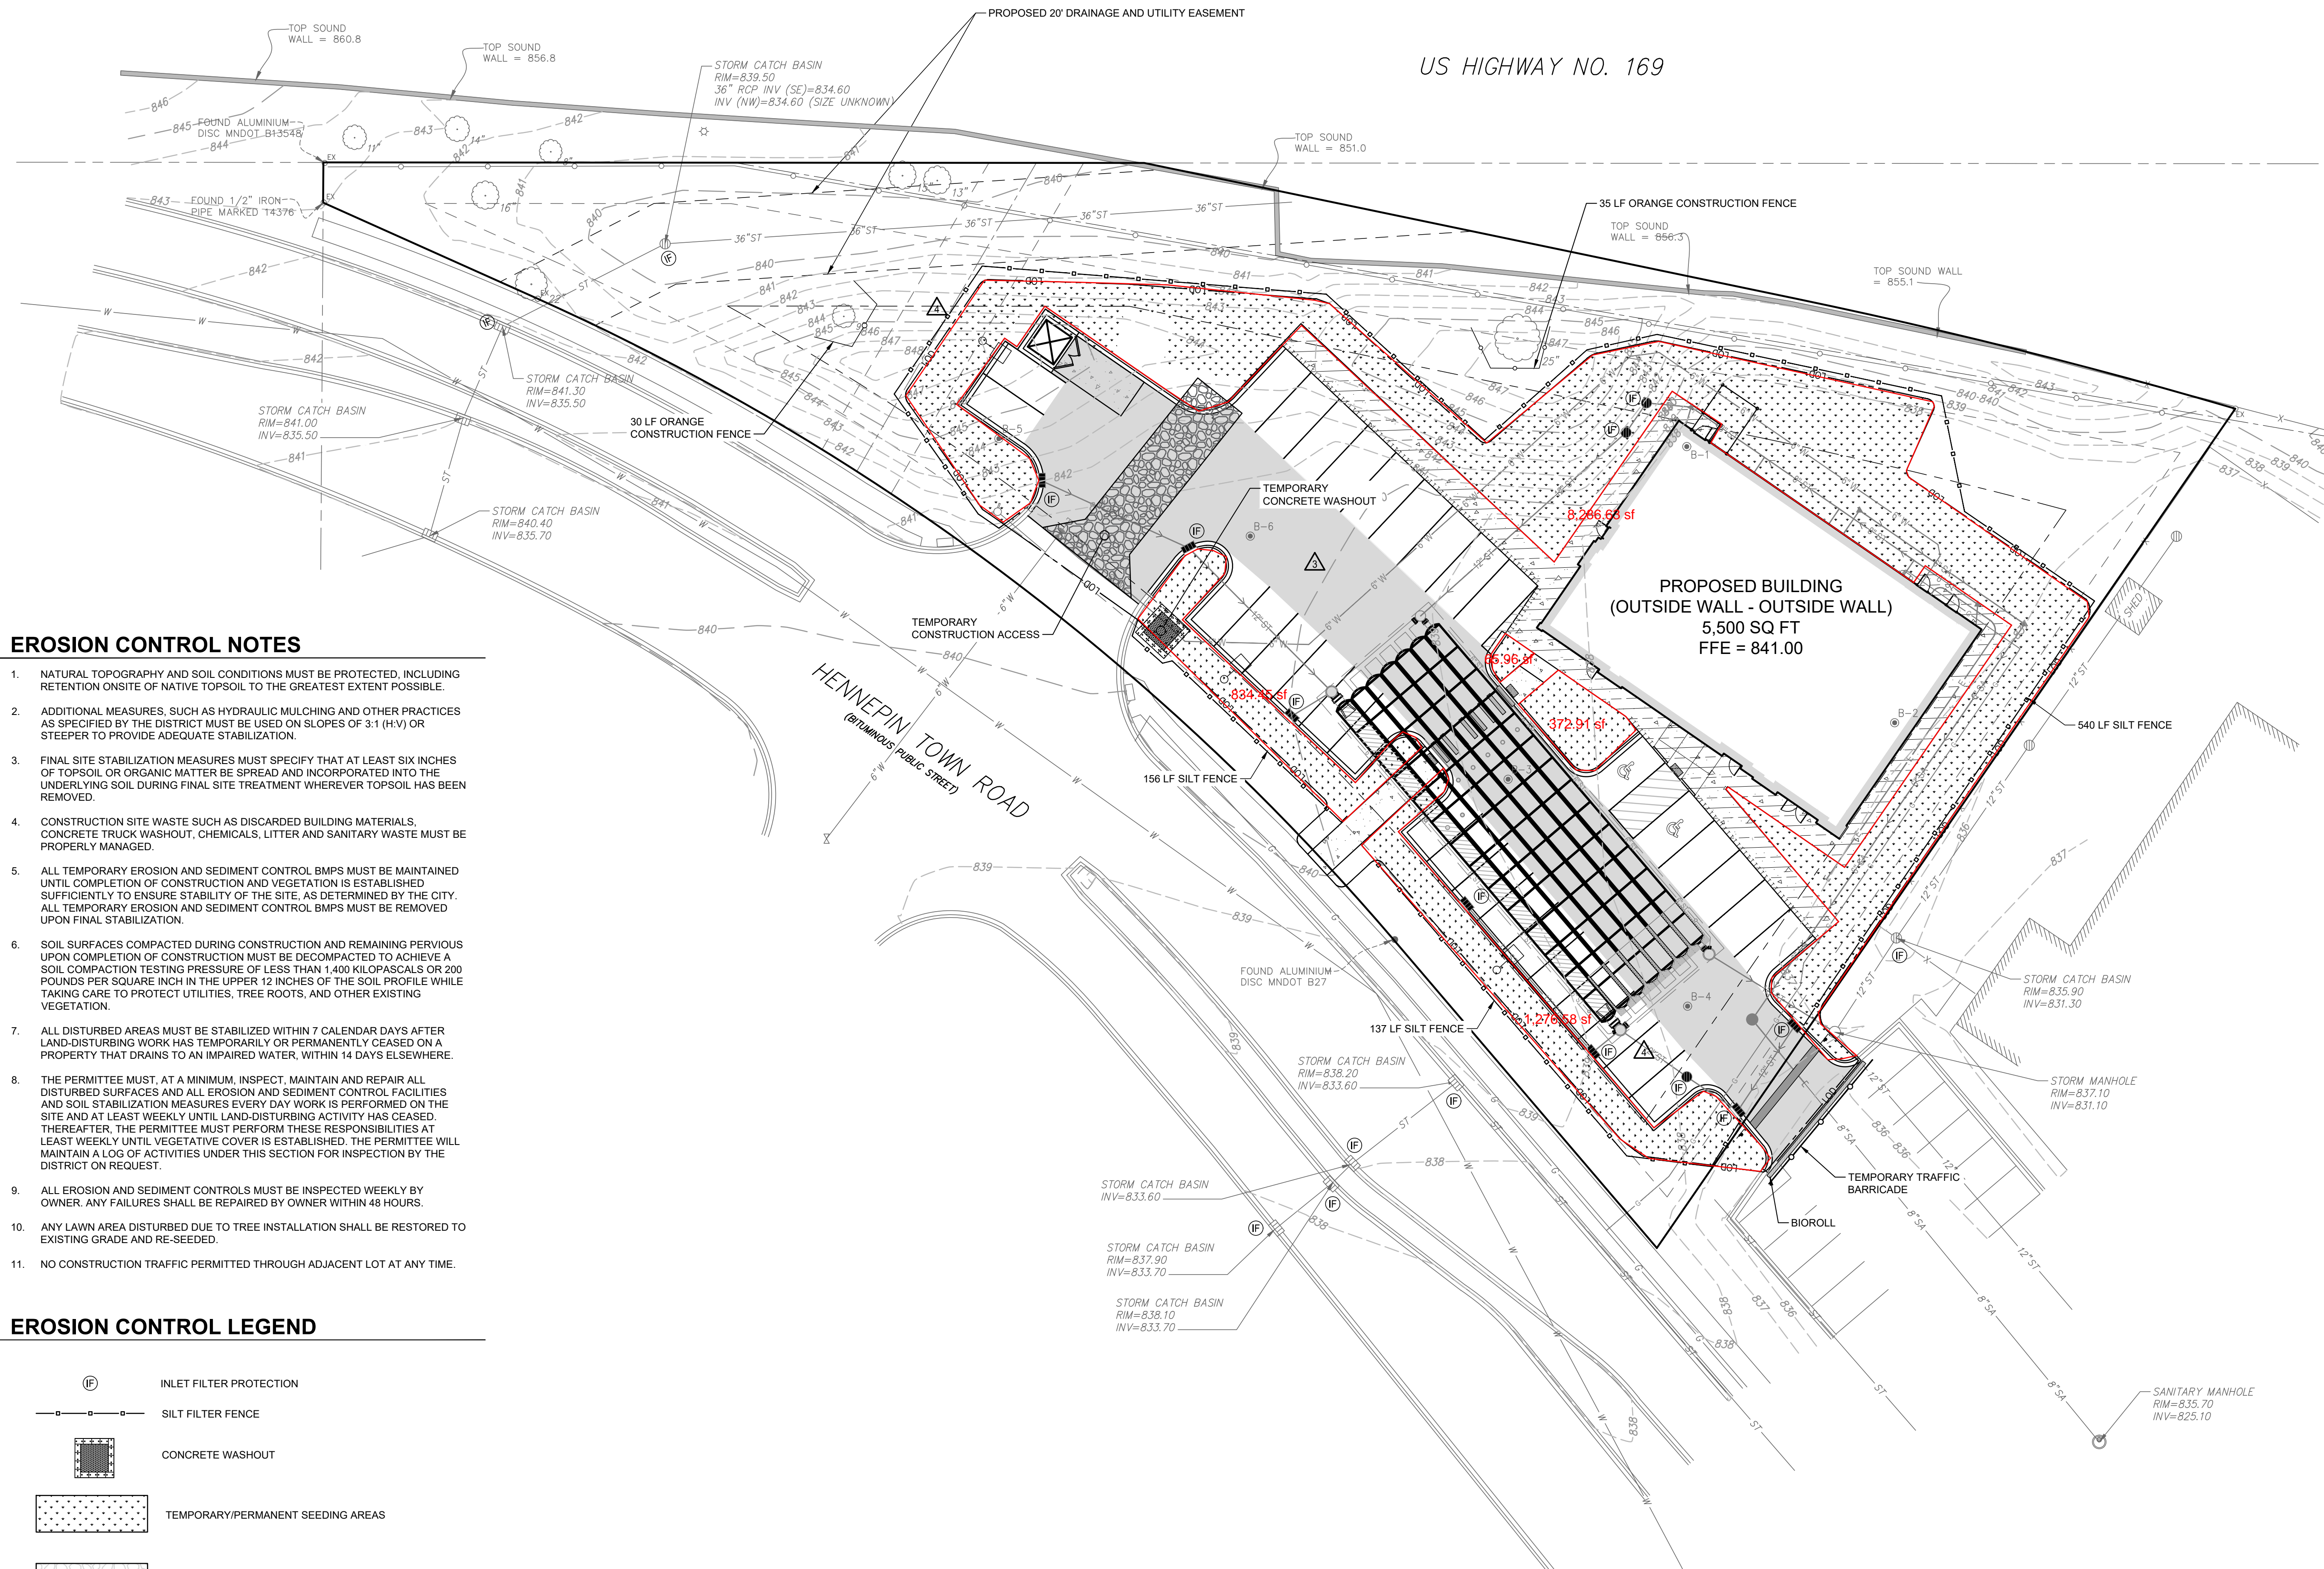 PROPOSED 20' DRAINAGE AND UTILITY EASEMENT
US HIGHWAY NO. 169
TOP SOUND
WALL = 860.8
TOP SOUND
WALL = 856.8
STORM CATCH BASIN
RIM=839.50
36" RCP INV (SE)=834.60
INV (NW)=834.60 (SIZE UNKNOWN)
FOUND ALUMINIUM
DISC MNDOT B13548
FOUND 1/2" IRON
PIPE MARKED 14376
TOP SOUND
WALL = 851.0
35 LF ORANGE CONSTRUCTION FENCE
TOP SOUND
WALL = 856.3
TOP SOUND WALL
= 855.1
36"ST
36"ST
36"ST
36"ST
36"ST
STORM CATCH BASIN
RIM=841.30
INV=835.50
STORM CATCH BASIN
RIM=841.00
INV=835.50
30 LF ORANGE
CONSTRUCTION FENCE
STORM CATCH BASIN
RIM=840.40
INV=835.70
TEMPORARY
CONCRETE WASHOUT
TEMPORARY
CONSTRUCTION ACCESS
B-5
B-6
B-1
B-2
B-3
B-4
8,286.63 sf
PROPOSED BUILDING
(OUTSIDE WALL - OUTSIDE WALL)
5,500 SQ FT
FFE = 841.00
SHED
834.45 sf
372.91 sf
540 LF SILT FENCE
156 LF SILT FENCE
HENNEPIN TOWN ROAD
(BITUMINOUS PUBLIC STREET)
FOUND ALUMINIUM
DISC MNDOT B27
137 LF SILT FENCE
STORM CATCH BASIN
RIM=835.90
INV=831.30
STORM CATCH BASIN
RIM=838.20
INV=833.60
STORM MANHOLE
RIM=837.10
INV=831.10
STORM CATCH BASIN
INV=833.60
TEMPORARY TRAFFIC
BARRICADE
BIOROLL
STORM CATCH BASIN
RIM=837.90
INV=833.70
STORM CATCH BASIN
RIM=838.10
INV=833.70
SANITARY MANHOLE
RIM=835.70
INV=825.10
EROSION CONTROL NOTES
1. NATURAL TOPOGRAPHY AND SOIL CONDITIONS MUST BE PROTECTED, INCLUDING
RETENTION ONSITE OF NATIVE TOPSOIL TO THE GREATEST EXTENT POSSIBLE.
2. ADDITIONAL MEASURES, SUCH AS HYDRAULIC MULCHING AND OTHER PRACTICES
AS SPECIFIED BY THE DISTRICT MUST BE USED ON SLOPES OF 3:1 (H:V) OR
STEEPER TO PROVIDE ADEQUATE STABILIZATION.
3. FINAL SITE STABILIZATION MEASURES MUST SPECIFY THAT AT LEAST SIX INCHES
OF TOPSOIL OR ORGANIC MATTER BE SPREAD AND INCORPORATED INTO THE
UNDERLYING SOIL DURING FINAL SITE TREATMENT WHEREVER TOPSOIL HAS BEEN
REMOVED.
4. CONSTRUCTION SITE WASTE SUCH AS DISCARDED BUILDING MATERIALS,
CONCRETE TRUCK WASHOUT, CHEMICALS, LITTER AND SANITARY WASTE MUST BE
PROPERLY MANAGED.
5. ALL TEMPORARY EROSION AND SEDIMENT CONTROL BMPS MUST BE MAINTAINED
UNTIL COMPLETION OF CONSTRUCTION AND VEGETATION IS ESTABLISHED
SUFFICIENTLY TO ENSURE STABILITY OF THE SITE, AS DETERMINED BY THE CITY.
ALL TEMPORARY EROSION AND SEDIMENT CONTROL BMPS MUST BE REMOVED
UPON FINAL STABILIZATION.
6. SOIL SURFACES COMPACTED DURING CONSTRUCTION AND REMAINING PERVIOUS
UPON COMPLETION OF CONSTRUCTION MUST BE DECOMPACTED TO ACHIEVE A
SOIL COMPACTION TESTING PRESSURE OF LESS THAN 1,400 KILOPASCALS OR 200
POUNDS PER SQUARE INCH IN THE UPPER 12 INCHES OF THE SOIL PROFILE WHILE
TAKING CARE TO PROTECT UTILITIES, TREE ROOTS, AND OTHER EXISTING
VEGETATION.
7. ALL DISTURBED AREAS MUST BE STABILIZED WITHIN 7 CALENDAR DAYS AFTER
LAND-DISTURBING WORK HAS TEMPORARILY OR PERMANENTLY CEASED ON A
PROPERTY THAT DRAINS TO AN IMPAIRED WATER, WITHIN 14 DAYS ELSEWHERE.
8. THE PERMITTEE MUST, AT A MINIMUM, INSPECT, MAINTAIN AND REPAIR ALL
DISTURBED SURFACES AND ALL EROSION AND SEDIMENT CONTROL FACILITIES
AND SOIL STABILIZATION MEASURES EVERY DAY WORK IS PERFORMED ON THE
SITE AND AT LEAST WEEKLY UNTIL LAND-DISTURBING ACTIVITY HAS CEASED.
THEREAFTER, THE PERMITTEE MUST PERFORM THESE RESPONSIBILITIES AT
LEAST WEEKLY UNTIL VEGETATIVE COVER IS ESTABLISHED. THE PERMITTEE WILL
MAINTAIN A LOG OF ACTIVITIES UNDER THIS SECTION FOR INSPECTION BY THE
DISTRICT ON REQUEST.
9. ALL EROSION AND SEDIMENT CONTROLS MUST BE INSPECTED WEEKLY BY
OWNER. ANY FAILURES SHALL BE REPAIRED BY OWNER WITHIN 48 HOURS.
10. ANY LAWN AREA DISTURBED DUE TO TREE INSTALLATION SHALL BE RESTORED TO
EXISTING GRADE AND RE-SEEDED.
11. NO CONSTRUCTION TRAFFIC PERMITTED THROUGH ADJACENT LOT AT ANY TIME.
EROSION CONTROL LEGEND
IF INLET FILTER PROTECTION
SILT FILTER FENCE
CONCRETE WASHOUT
TEMPORARY/PERMANENT SEEDING AREAS